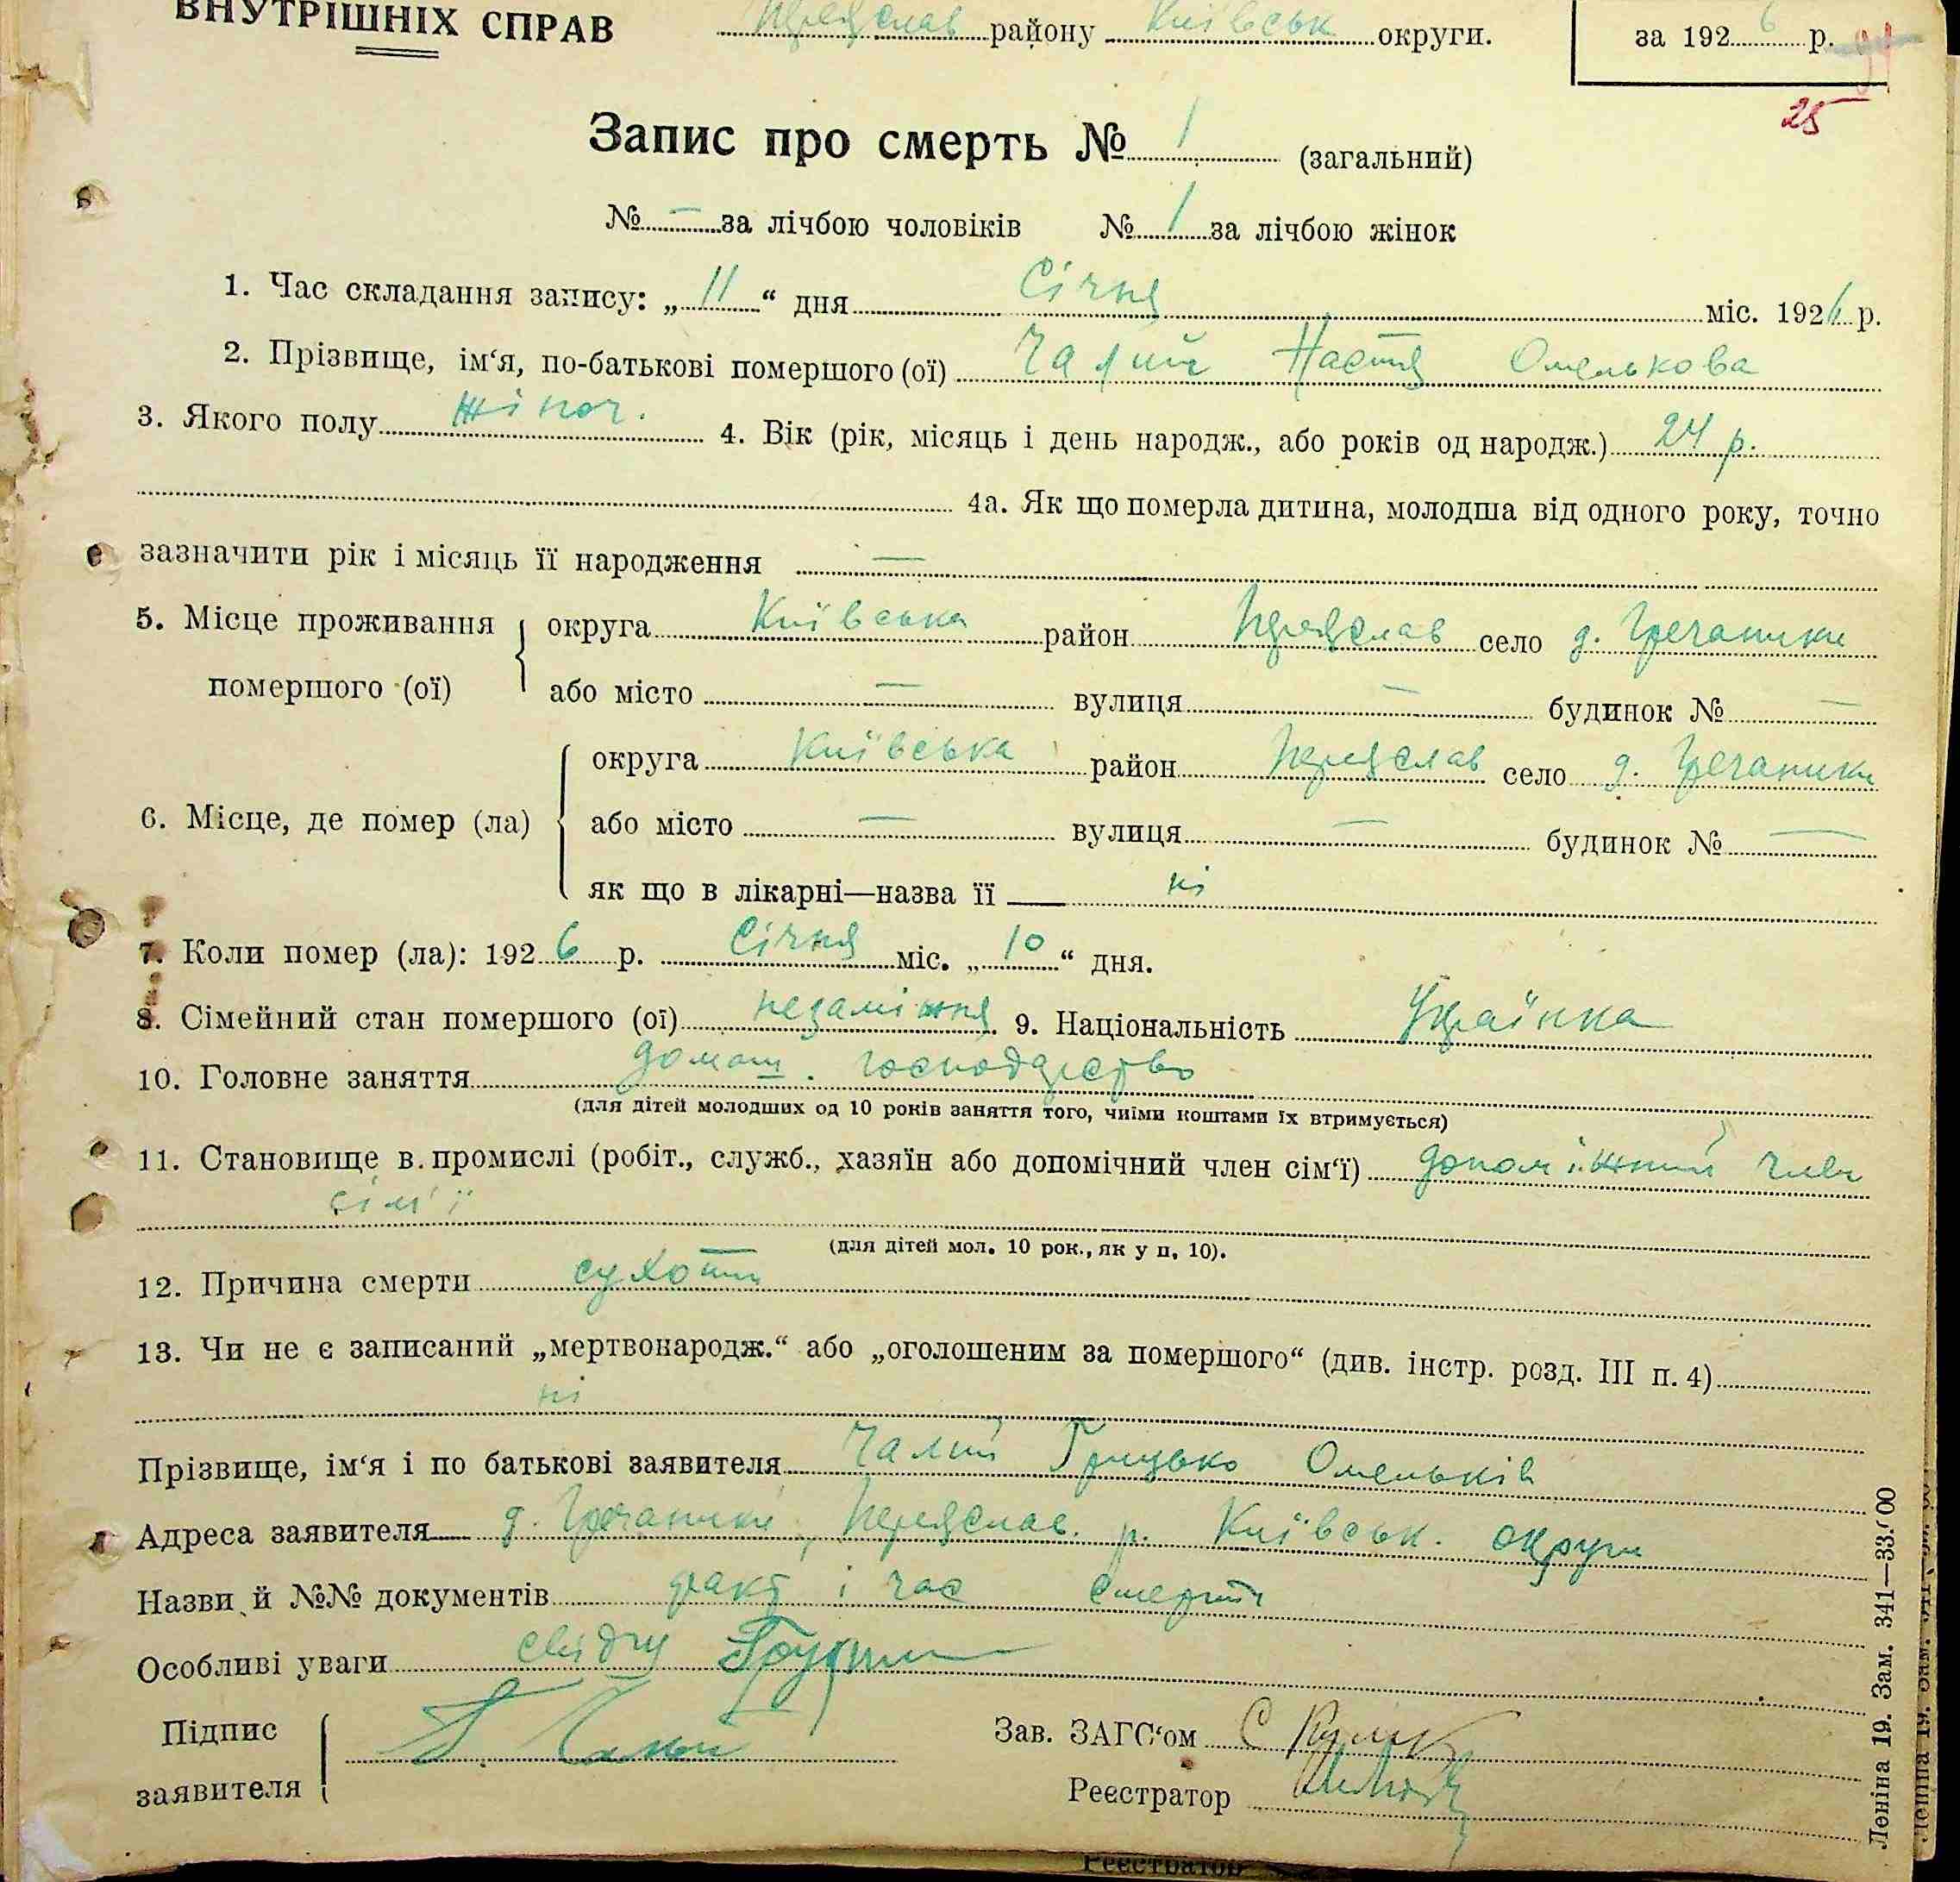 ВНУТРІШНІХ СПРАВ
Переяслав району Київськ округи.
за 1926 р.
25
Запис про смерть № 1 (загальний)
№ — за лічбою чоловіків № 1 за лічбою жінок
1. Час складання запису: „11“ дня Січня міс. 1926 р.
2. Прізвище, ім‘я, по-батькові помершого (ої) Чалий Настя Омелькова
3. Якого полу жіноч. 4. Вік (рік, місяць і день народж., або років од народж.) 24 р.
4а. Як що померла дитина, молодша від одного року, точно
зазначити рік і місяць її народження —
5. Місце проживання помершого (ої) округа Київська район Переяслав село д. Гречаники
або місто — вулиця — будинок № —
6. Місце, де помер (ла) округа Київська район Переяслав село д. Гречаники
або місто — вулиця — будинок № —
як що в лікарні—назва її ні
7. Коли помер (ла): 1926 р. Січня міс. „10“ дня.
8. Сімейний стан помершого (ої) незаміжня 9. Національність Українка
10. Головне заняття домаш. господарство
(для дітей молодших од 10 років заняття того, чиїми коштами їх втримується)
11. Становище в промислі (робіт., служб., хазяїн або допомічний член сім‘ї) допоміжний член
сім'ї
(для дітей мол. 10 рок., як у п. 10).
12. Причина смерти сухоти
13. Чи не є записаний „мертвонародж.“ або „оголошеним за помершого“ (див. інстр. розд. III п. 4)
ні
Прізвище, ім‘я і по батькові заявителя Чалий Грицько Омельків
Адреса заявителя д. Гречаники, Переяслав. р. Київськ. округи
Назви й №№ документів факт і час смерти
Особливі уваги свідчу
Підпис заявителя Г. Чалий
Зав. ЗАГС‘ом С Кулик
Реєстратор
Леніна 19. Зам. 341—33.
Реєстратор